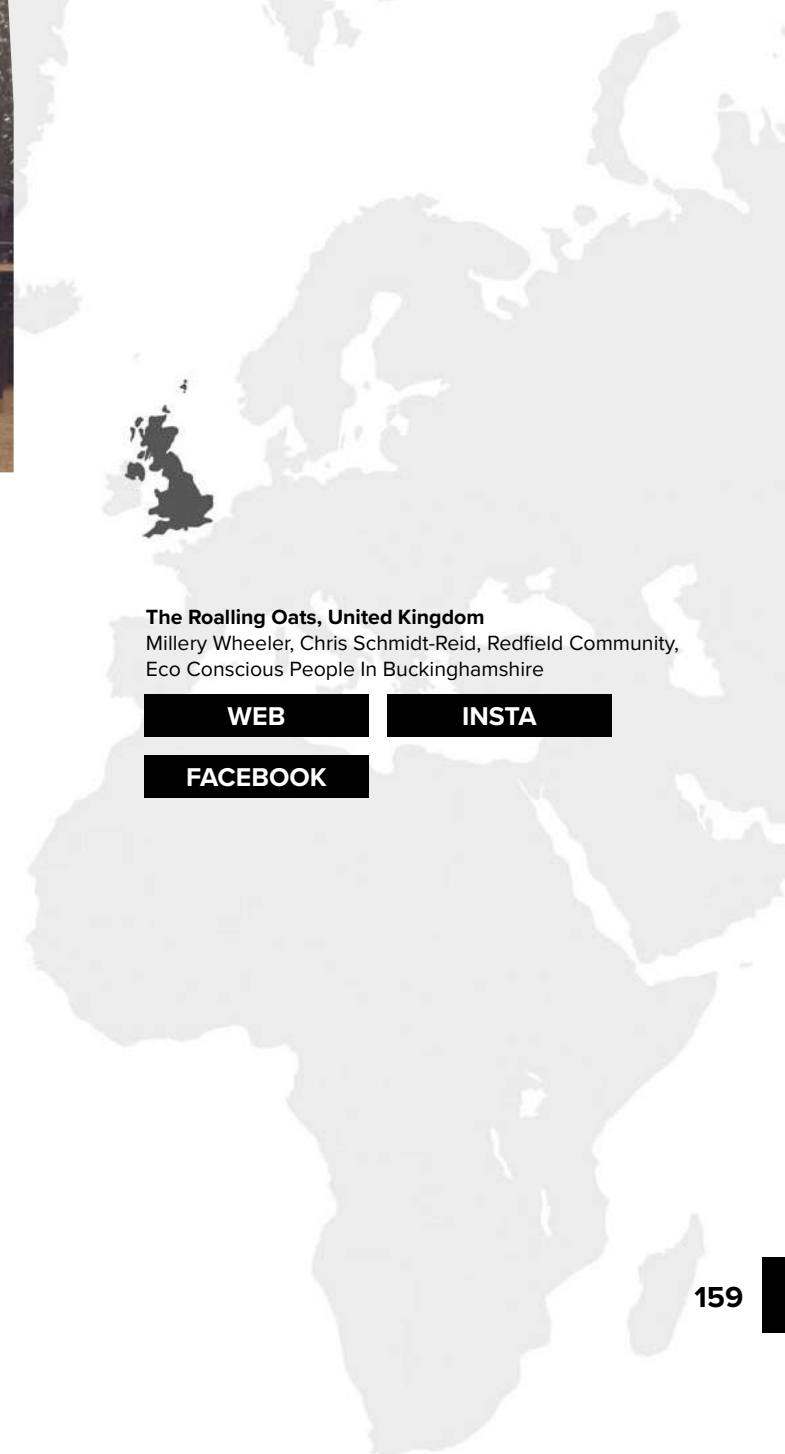 The Roalling Oats, United Kingdom
Millery Wheeler, Chris Schmidt-Reid, Redfield Community,
Eco Conscious People In Buckinghamshire
WEB INSTA
FACEBOOK
159